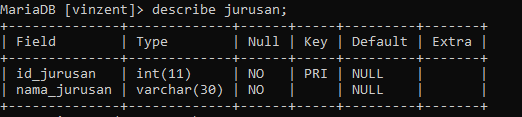 MariaDB [vinzent]> describe jurusan;
+--------------+-------------+------+-----+---------+-------+
| Field        | Type        | Null | Key | Default | Extra |
+--------------+-------------+------+-----+---------+-------+
| id_jurusan   | int(11)     | NO   | PRI | NULL    |       |
| nama_jurusan | varchar(30) | NO   |     | NULL    |       |
+--------------+-------------+------+-----+---------+-------+